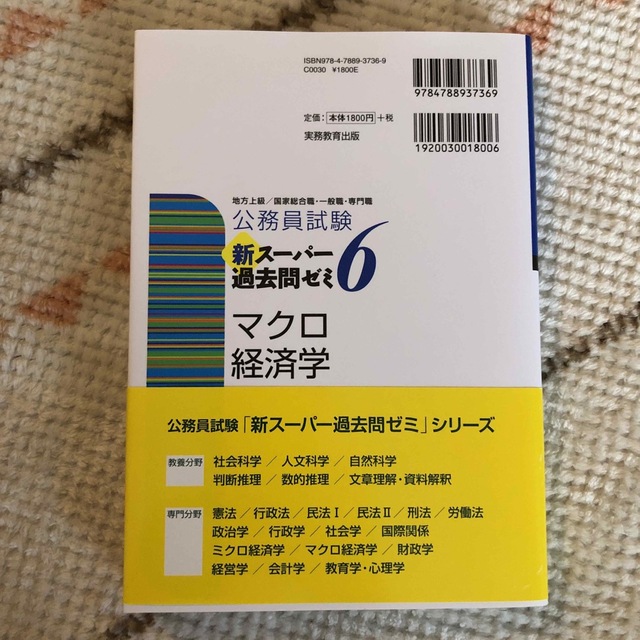 ISBN978-4-7889-3736-9
C0030 ¥1800E
9784788937369
定価：本体1800円+税
実務教育出版
1920030018006
地方上級／国家総合職・一般職・専門職
公務員試験
新スーパー
過去問ゼミ6
マクロ
経済学
公務員試験「新スーパー過去問ゼミ」シリーズ
教養分野 社会科学／人文科学／自然科学
判断推理／数的推理／文章理解・資料解釈
専門分野 憲法／行政法／民法Ⅰ／民法Ⅱ／刑法／労働法
政治学／行政学／社会学／国際関係
ミクロ経済学／マクロ経済学／財政学
経営学／会計学／教育学・心理学